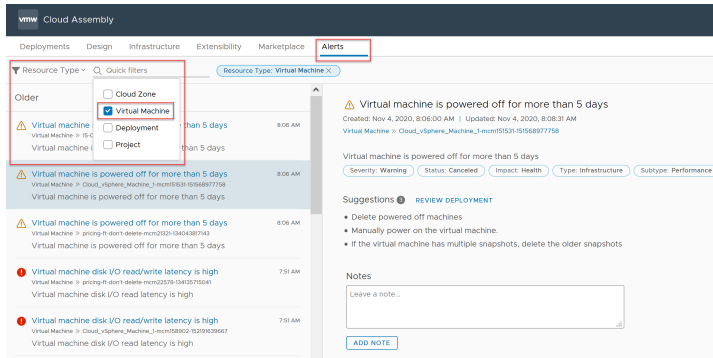 vmw Cloud Assembly
Deployments Design Infrastructure Extensibility Marketplace Alerts
Resource Type Quick filters Resource Type: Virtual Machine ×
Older
Cloud Zone
Virtual Machine
Deployment
Project
Virtual machine than 5 days 8:06 AM
Virtual Machine »
Virtual machine than 5 days
Virtual machine is powered off for more than 5 days 8:06 AM
Virtual Machine » Cloud_vSphere_Machine_1-mcm151531-151568977758
Virtual machine is powered off for more than 5 days
Virtual machine is powered off for more than 5 days 8:06 AM
Virtual Machine » pricing-ft-don't-delete-mcm21321-134043817143
Virtual machine is powered off for more than 5 days
Virtual machine disk I/O read/write latency is high 7:51 AM
Virtual Machine » pricing-ft-don't-delete-mcm22578-134135715041
Virtual machine disk I/O read latency is high
Virtual machine disk I/O read/write latency is high 7:51 AM
Virtual Machine » Cloud_vSphere_Machine_1-mcm158902-152191639667
Virtual machine disk I/O read latency is high
Virtual machine is powered off for more than 5 days
Created: Nov 4, 2020, 8:06:00 AM | Updated: Nov 4, 2020, 8:08:31 AM
Virtual Machine » Cloud_vSphere_Machine_1-mcm151531-151568977758
Virtual machine is powered off for more than 5 days
Severity: Warning Status: Canceled Impact: Health Type: Infrastructure Subtype: Performance
Suggestions 3 REVIEW DEPLOYMENT
• Delete powered off machines
• Manually power on the virtual machine.
• If the virtual machine has multiple snapshots, delete the older snapshots
Notes
Leave a note...
ADD NOTE